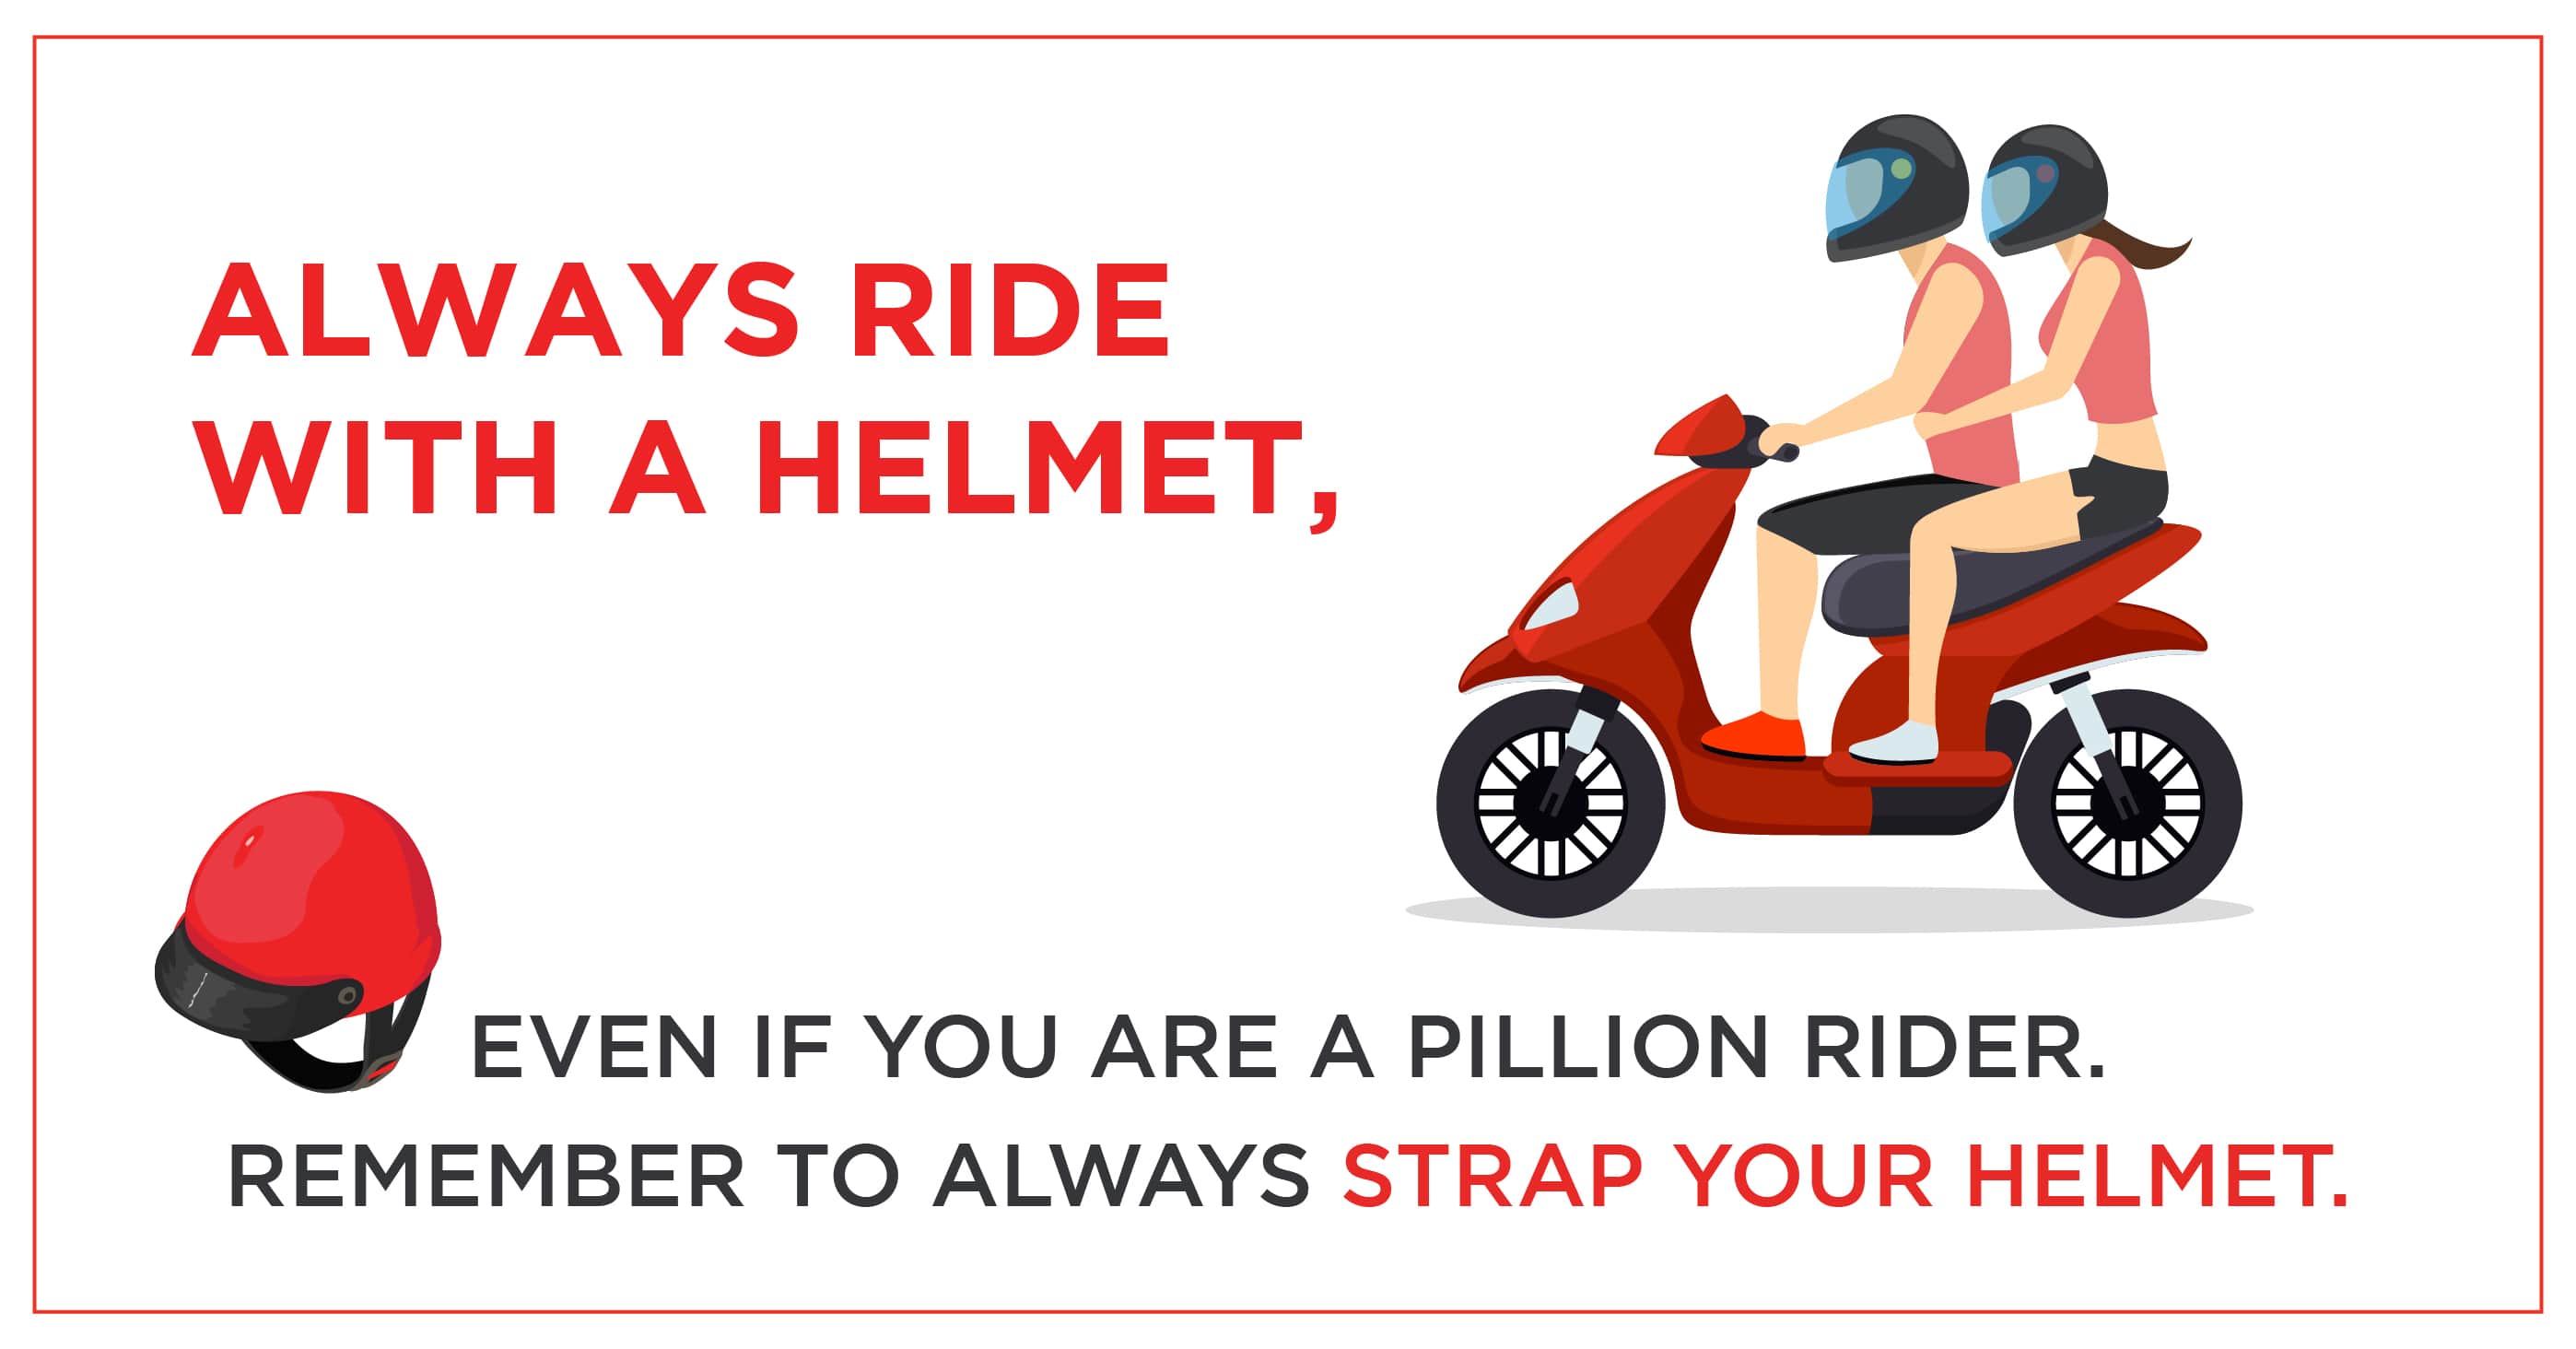 ALWAYS RIDE
WITH A HELMET,
EVEN IF YOU ARE A PILLION RIDER.
REMEMBER TO ALWAYS STRAP YOUR HELMET.